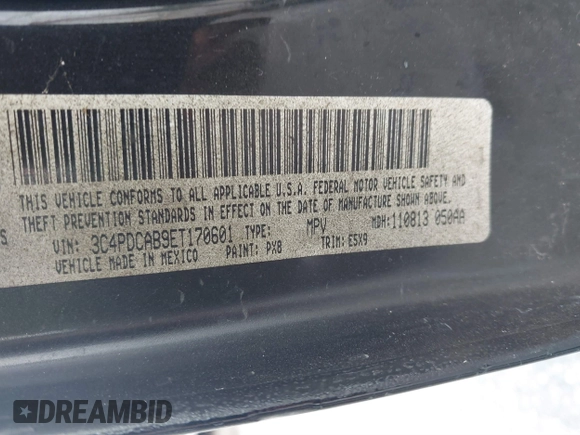 THIS VEHICLE CONFORMS TO ALL APPLICABLE U.S.A. FEDERAL MOTOR VEHICLE SAFETY AND
THEFT PREVENTION STANDARDS IN EFFECT ON THE DATE OF MANUFACTURE SHOWN ABOVE.
VIN: 3C4PDCAB9ET170601 TYPE: MPV MDH: 110813 050AA
VEHICLE MADE IN MEXICO PAINT: PX8 TRIM: E5X9
DREAMBID